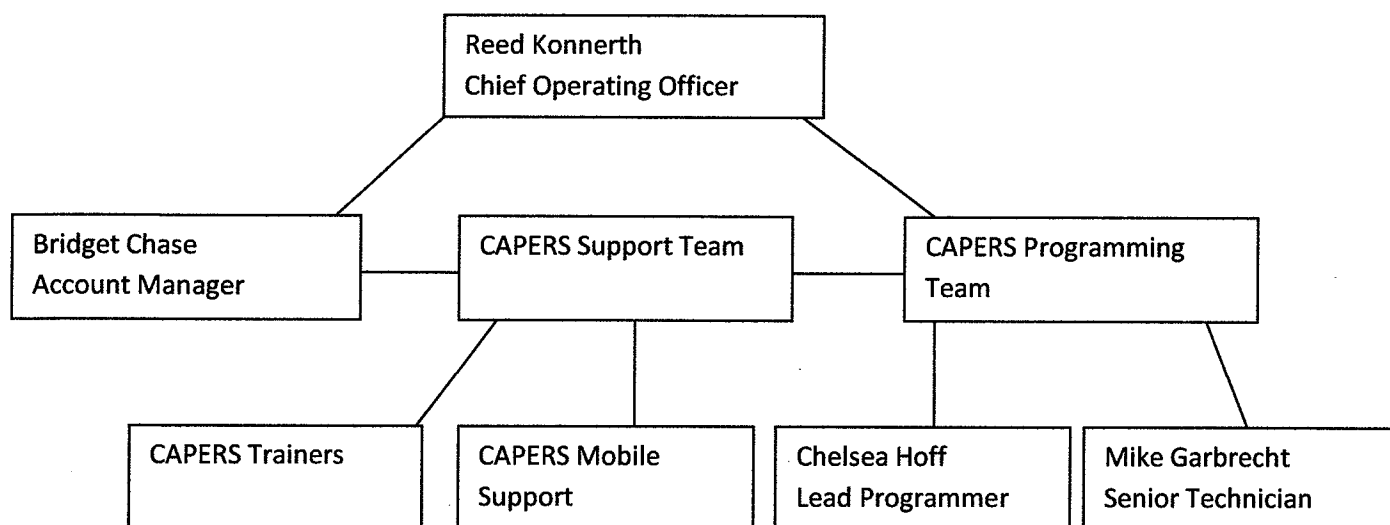 Reed Konnerth
Chief Operating Officer
Bridget Chase
Account Manager
CAPERS Support Team
CAPERS Programming
Team
CAPERS Trainers
CAPERS Mobile
Support
Chelsea Hoff
Lead Programmer
Mike Garbrecht
Senior Technician